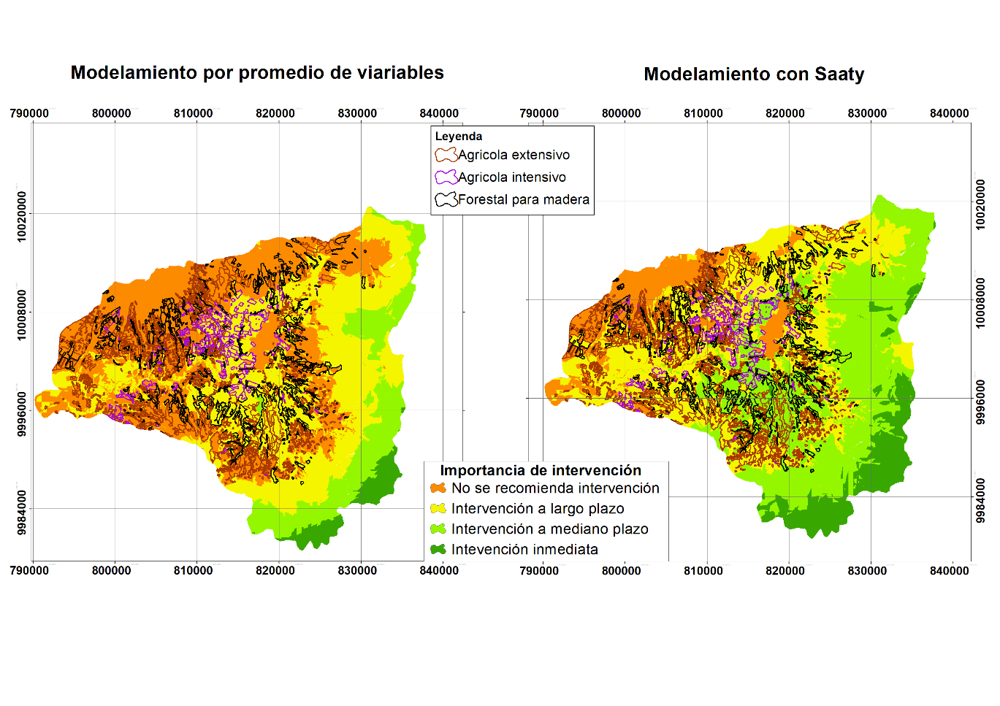 Modelamiento por promedio de viariables
Modelamiento con Saaty
790000 800000 810000 820000 830000 840000
790000 800000 810000 820000 830000 840000
Leyenda
Agricola extensivo
Agricola intensivo
Forestal para madera
10020000
10008000
9996000
9984000
10020000
10008000
9996000
9984000
Importancia de intervención
No se recomienda intervención
Intervención a largo plazo
Intervención a mediano plazo
Intevención inmediata
790000 800000 810000 820000 830000 840000
790000 800000 810000 820000 830000 840000